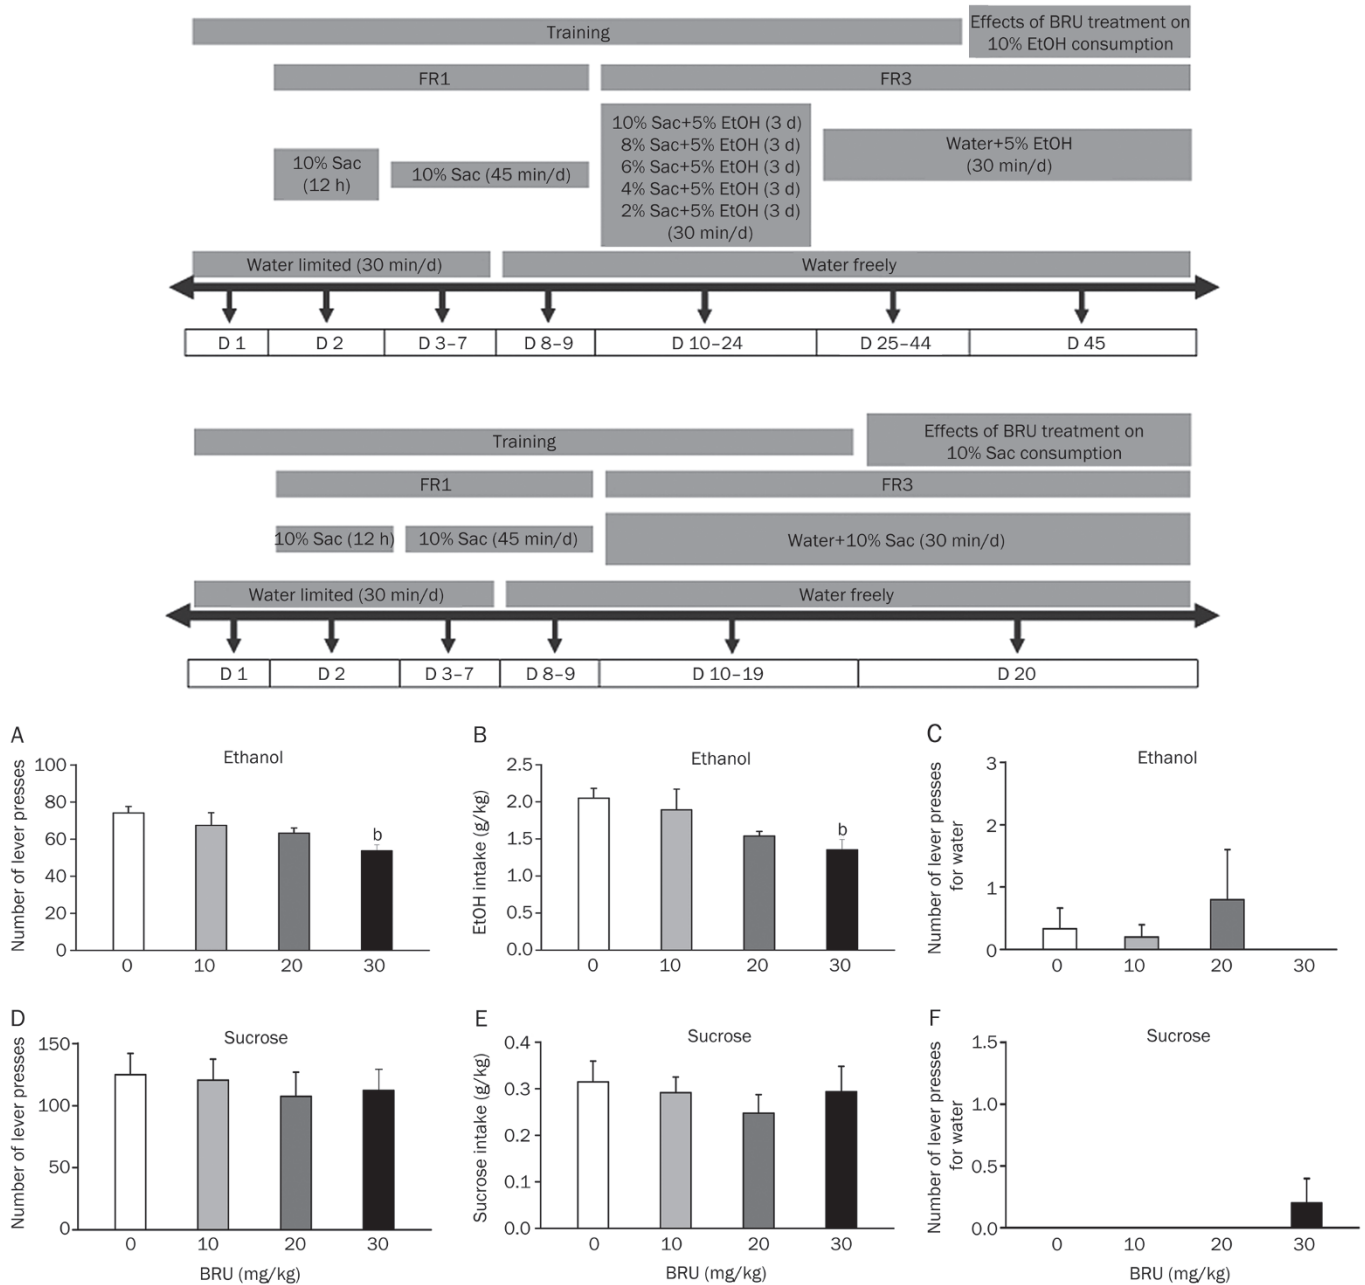 Training
Effects of BRU treatment on
10% EtOH consumption
FR1
FR3
10% Sac
(12 h)
10% Sac (45 min/d)
10% Sac+5% EtOH (3 d)
8% Sac+5% EtOH (3 d)
6% Sac+5% EtOH (3 d)
4% Sac+5% EtOH (3 d)
2% Sac+5% EtOH (3 d)
(30 min/d)
Water+5% EtOH
(30 min/d)
Water limited (30 min/d)
Water freely
D 1
D 2
D 3–7
D 8–9
D 10–24
D 25–44
D 45
Training
Effects of BRU treatment on
10% Sac consumption
FR1
FR3
10% Sac (12 h)
10% Sac (45 min/d)
Water+10% Sac (30 min/d)
Water limited (30 min/d)
Water freely
D 1
D 2
D 3–7
D 8–9
D 10–19
D 20
A
Ethanol
Number of lever presses
100
80
60
40
20
0
b
0 10 20 30
B
Ethanol
EtOH intake (g/kg)
2.5
2.0
1.5
1.0
0.5
0.0
b
0 10 20 30
C
Ethanol
Number of lever presses
for water
3
2
1
0
0 10 20 30
D
Sucrose
Number of lever presses
150
100
50
0
0 10 20 30
BRU (mg/kg)
E
Sucrose
Sucrose intake (g/kg)
0.4
0.3
0.2
0.1
0.0
0 10 20 30
BRU (mg/kg)
F
Sucrose
Number of lever presses
for water
1.5
1.0
0.5
0.0
0 10 20 30
BRU (mg/kg)